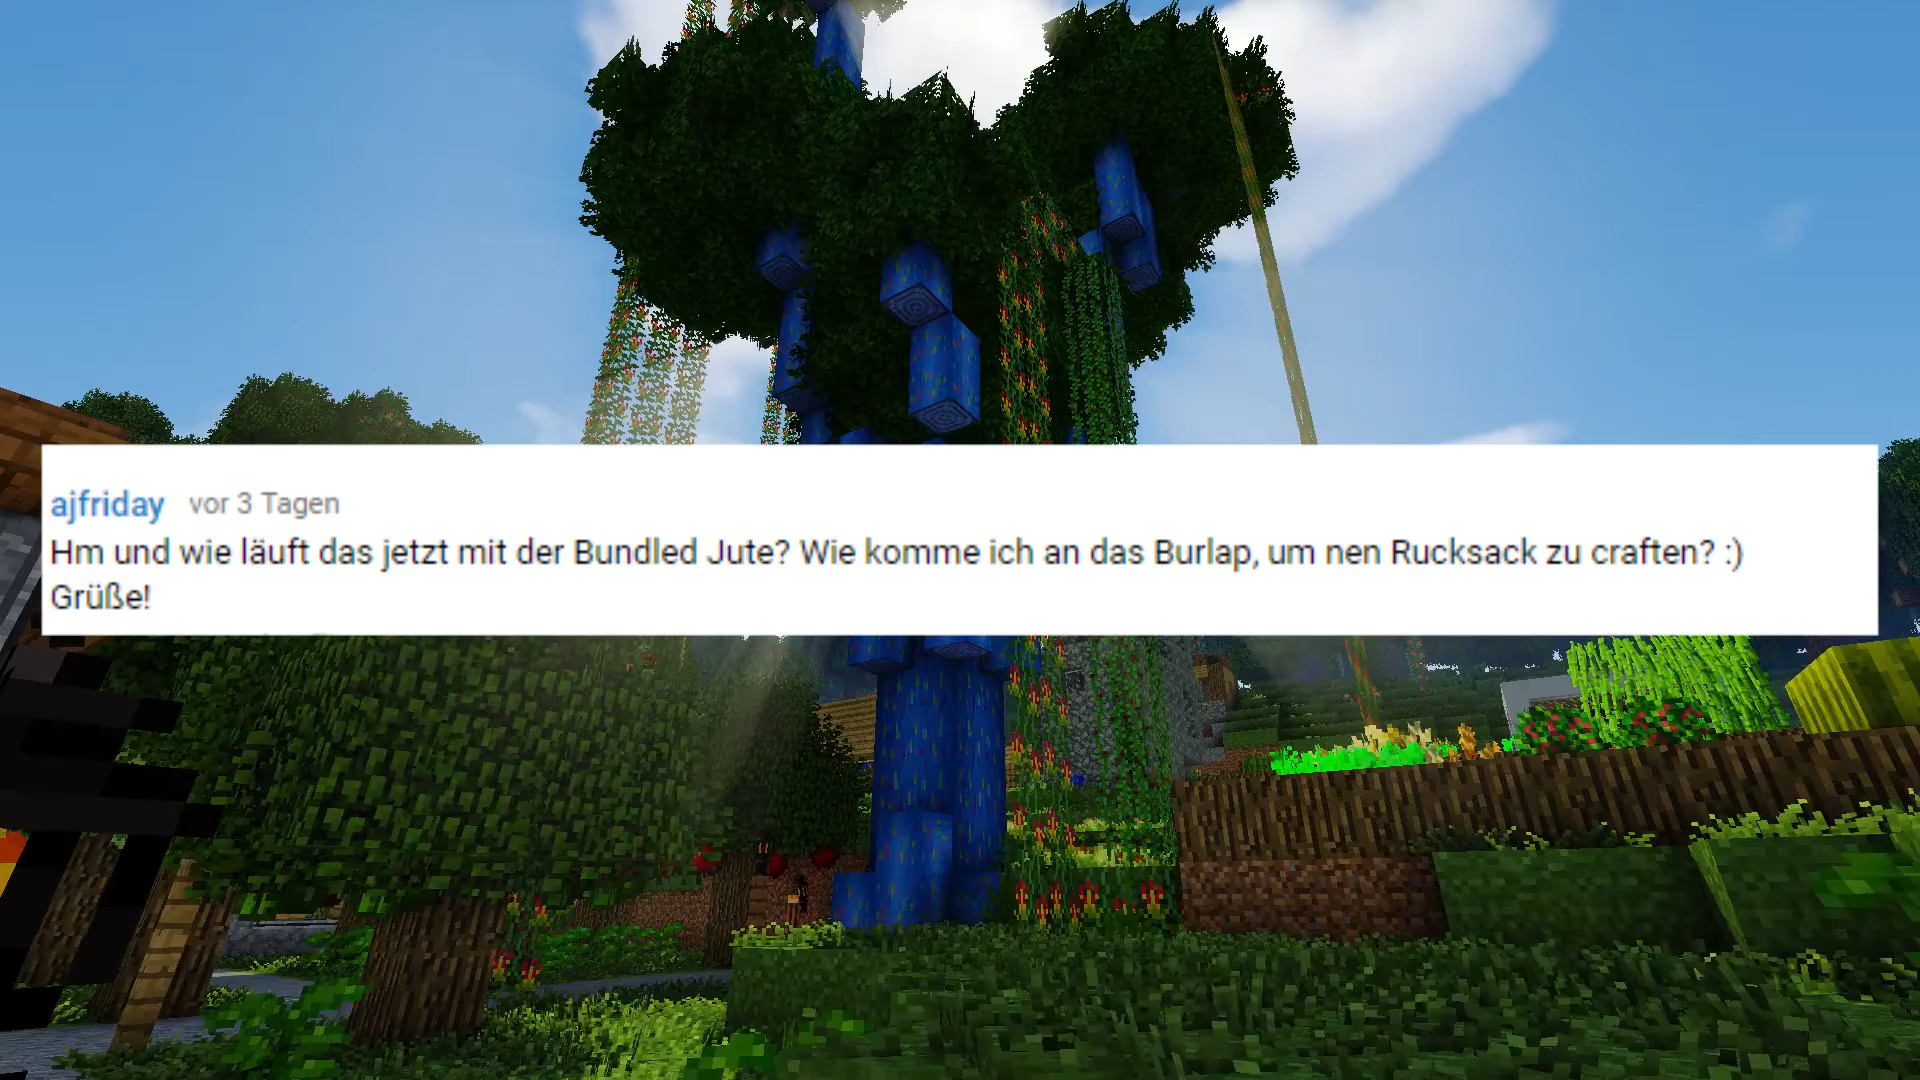 ajfriday vor 3 Tagen
Hm und wie läuft das jetzt mit der Bundled Jute? Wie komme ich an das Burlap, um nen Rucksack zu craften? :)
Grüße!